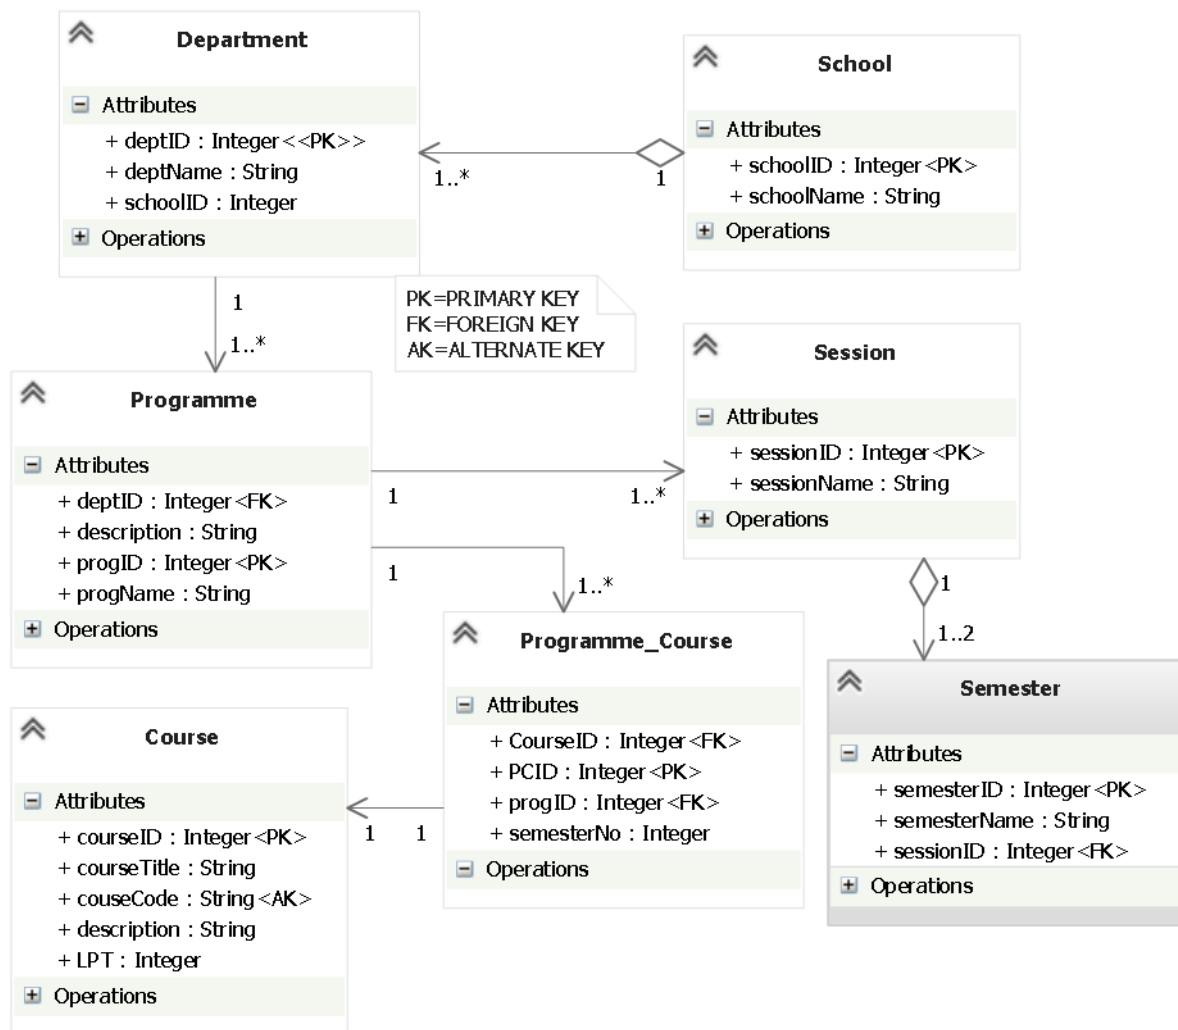 Department
Attributes
+ deptID : Integer<<PK>>
+ deptName : String
+ schoolID : Integer
Operations
School
Attributes
+ schoolID : Integer<PK>
+ schoolName : String
Operations
1..*
1
PK=PRIMARY KEY
FK=FOREIGN KEY
AK=ALTERNATE KEY
1
1..*
Programme
Attributes
+ deptID : Integer<FK>
+ description : String
+ progID : Integer<PK>
+ progName : String
Operations
Session
Attributes
+ sessionID : Integer<PK>
+ sessionName : String
Operations
1
1..*
1
1..*
1
1..2
Programme_Course
Attributes
+ CourseID : Integer<FK>
+ PCID : Integer<PK>
+ progID : Integer<FK>
+ semesterNo : Integer
Operations
Semester
Attributes
+ semesterID : Integer<PK>
+ semesterName : String
+ sessionID : Integer<FK>
Operations
Course
Attributes
+ courseID : Integer<PK>
+ courseTitle : String
+ couseCode : String<AK>
+ description : String
+ LPT : Integer
Operations
1
1